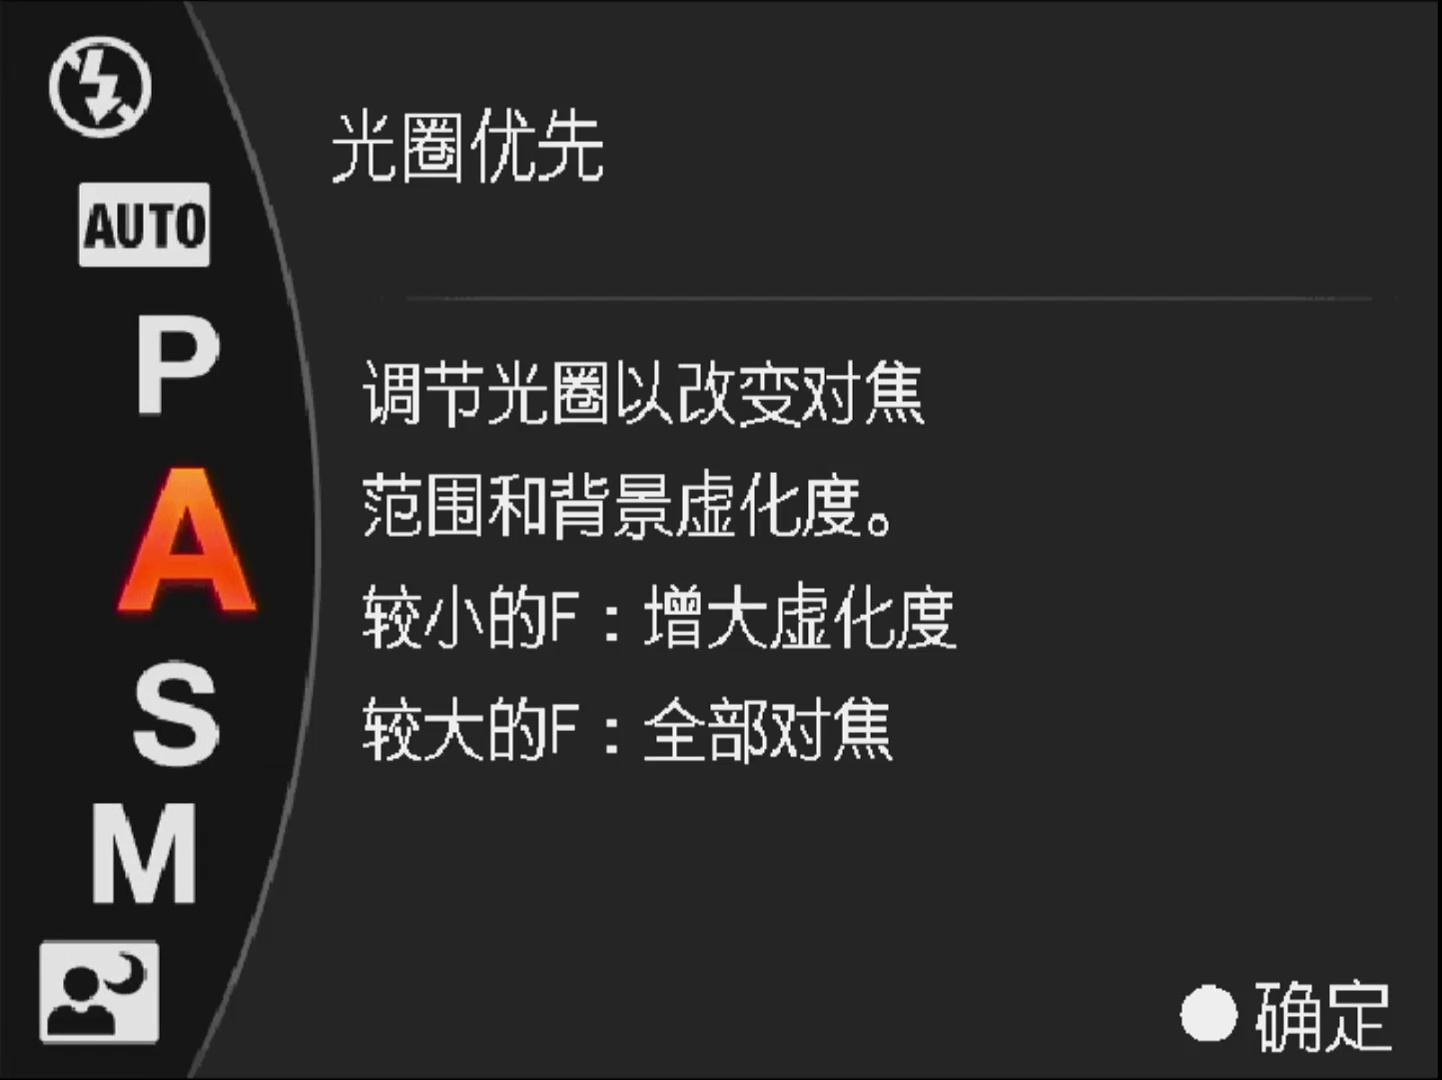 AUTO
P
A
S
M
光圈优先
调节光圈以改变对焦
范围和背景虚化度。
较小的F：增大虚化度
较大的F：全部对焦
确定